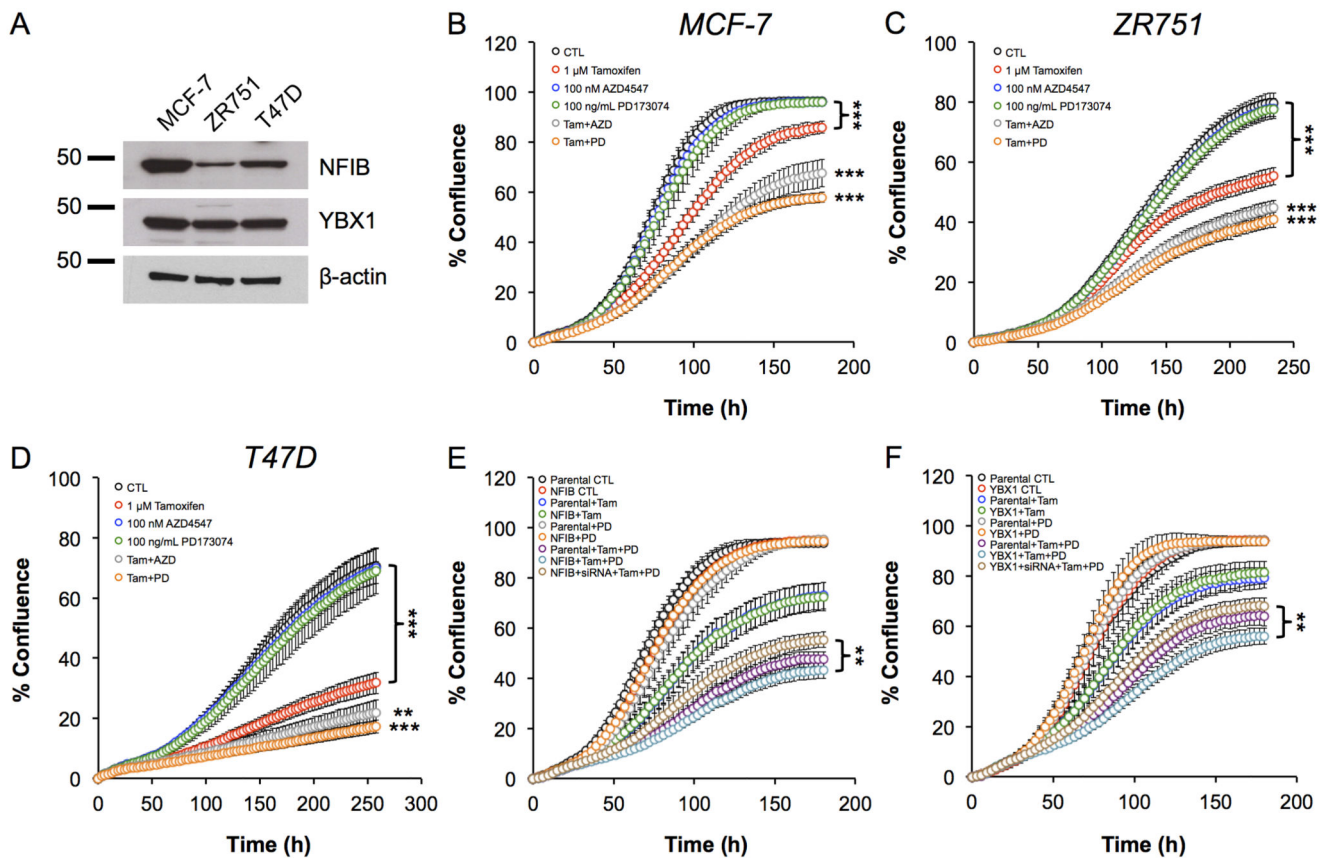 A
MCF-7
ZR751
T47D
50
NFIB
50
YBX1
50
β-actin
B
MCF-7
% Confluence
120
100
80
60
40
20
0
CTL
1 µM Tamoxifen
100 nM AZD4547
100 ng/mL PD173074
Tam+AZD
Tam+PD
***
***
***
0 50 100 150 200
Time (h)
C
ZR751
% Confluence
100
80
60
40
20
0
CTL
1 µM Tamoxifen
100 nM AZD4547
100 ng/mL PD173074
Tam+AZD
Tam+PD
***
***
***
0 50 100 150 200 250
Time (h)
D
T47D
% Confluence
100
80
60
40
20
0
CTL
1 µM Tamoxifen
100 nM AZD4547
100 ng/mL PD173074
Tam+AZD
Tam+PD
***
**
***
0 50 100 150 200 250 300
Time (h)
E
% Confluence
120
100
80
60
40
20
0
Parental CTL
NFIB CTL
Parental+Tam
NFIB+Tam
Parental+PD
NFIB+PD
Parental+Tam+PD
NFIB+Tam+PD
NFIB+siRNA+Tam+PD
**
0 50 100 150 200
Time (h)
F
% Confluence
120
100
80
60
40
20
0
Parental CTL
YBX1 CTL
Parental+Tam
YBX1+Tam
Parental+PD
YBX1+PD
Parental+Tam+PD
YBX1+Tam+PD
YBX1+siRNA+Tam+PD
**
0 50 100 150 200
Time (h)